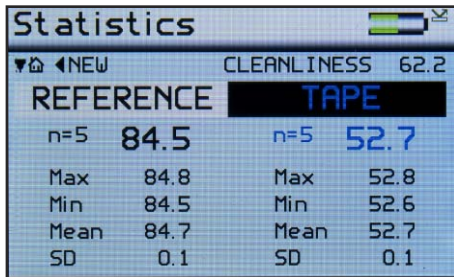 Statistics
NEW CLEANLINESS 62.2
REFERENCE TAPE
n=5 84.5 n=5 52.7
Max 84.8 Max 52.8
Min 84.5 Min 52.6
Mean 84.7 Mean 52.7
SD 0.1 SD 0.1